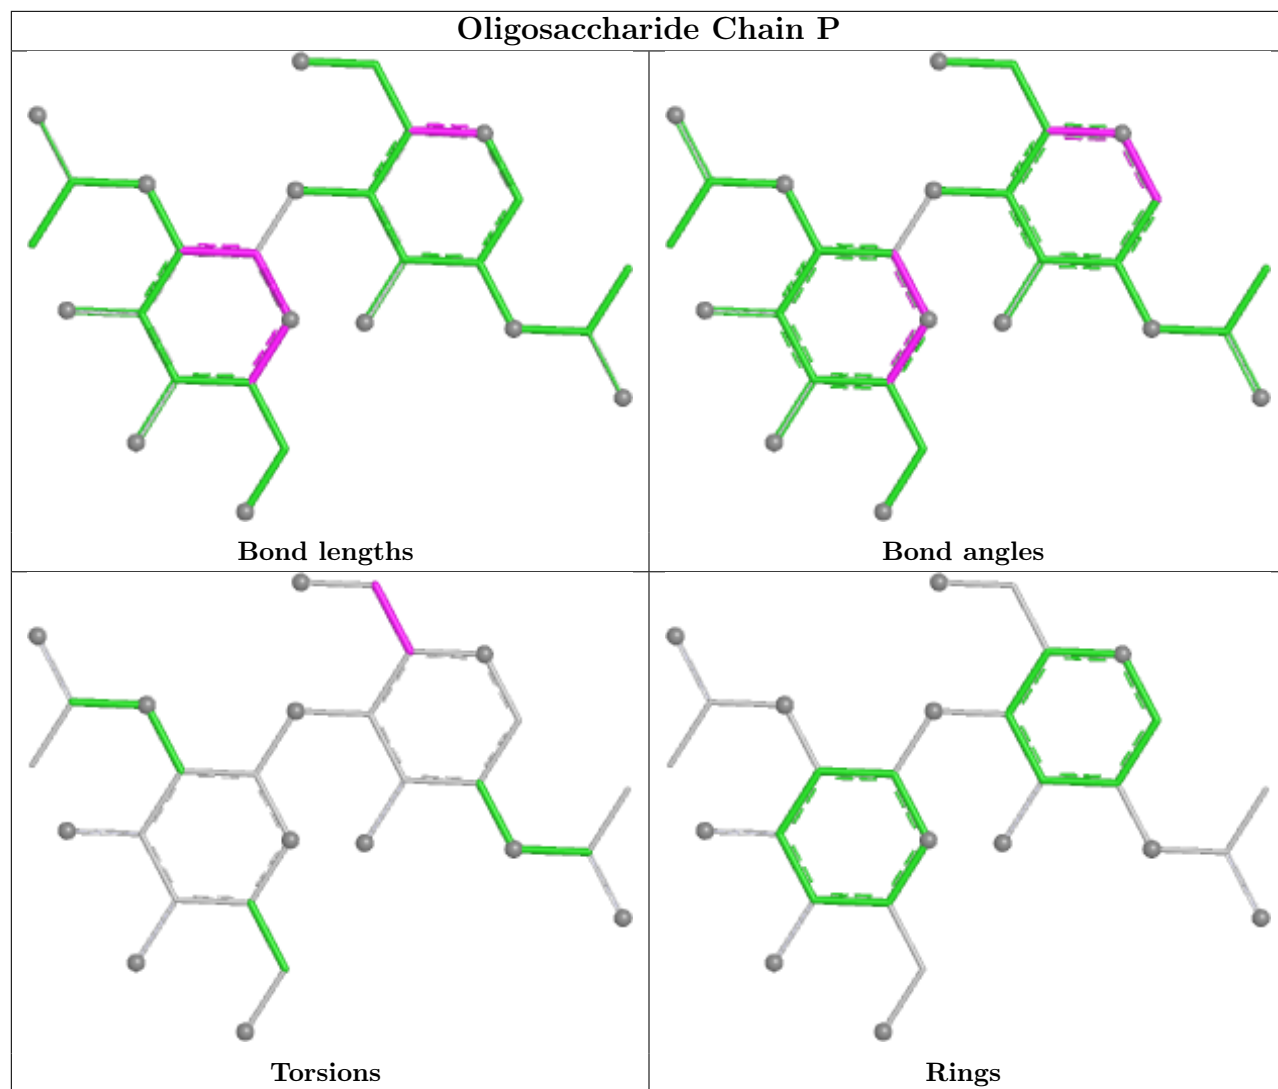 Oligosaccharide Chain P
Bond lengths
Bond angles
Torsions
Rings